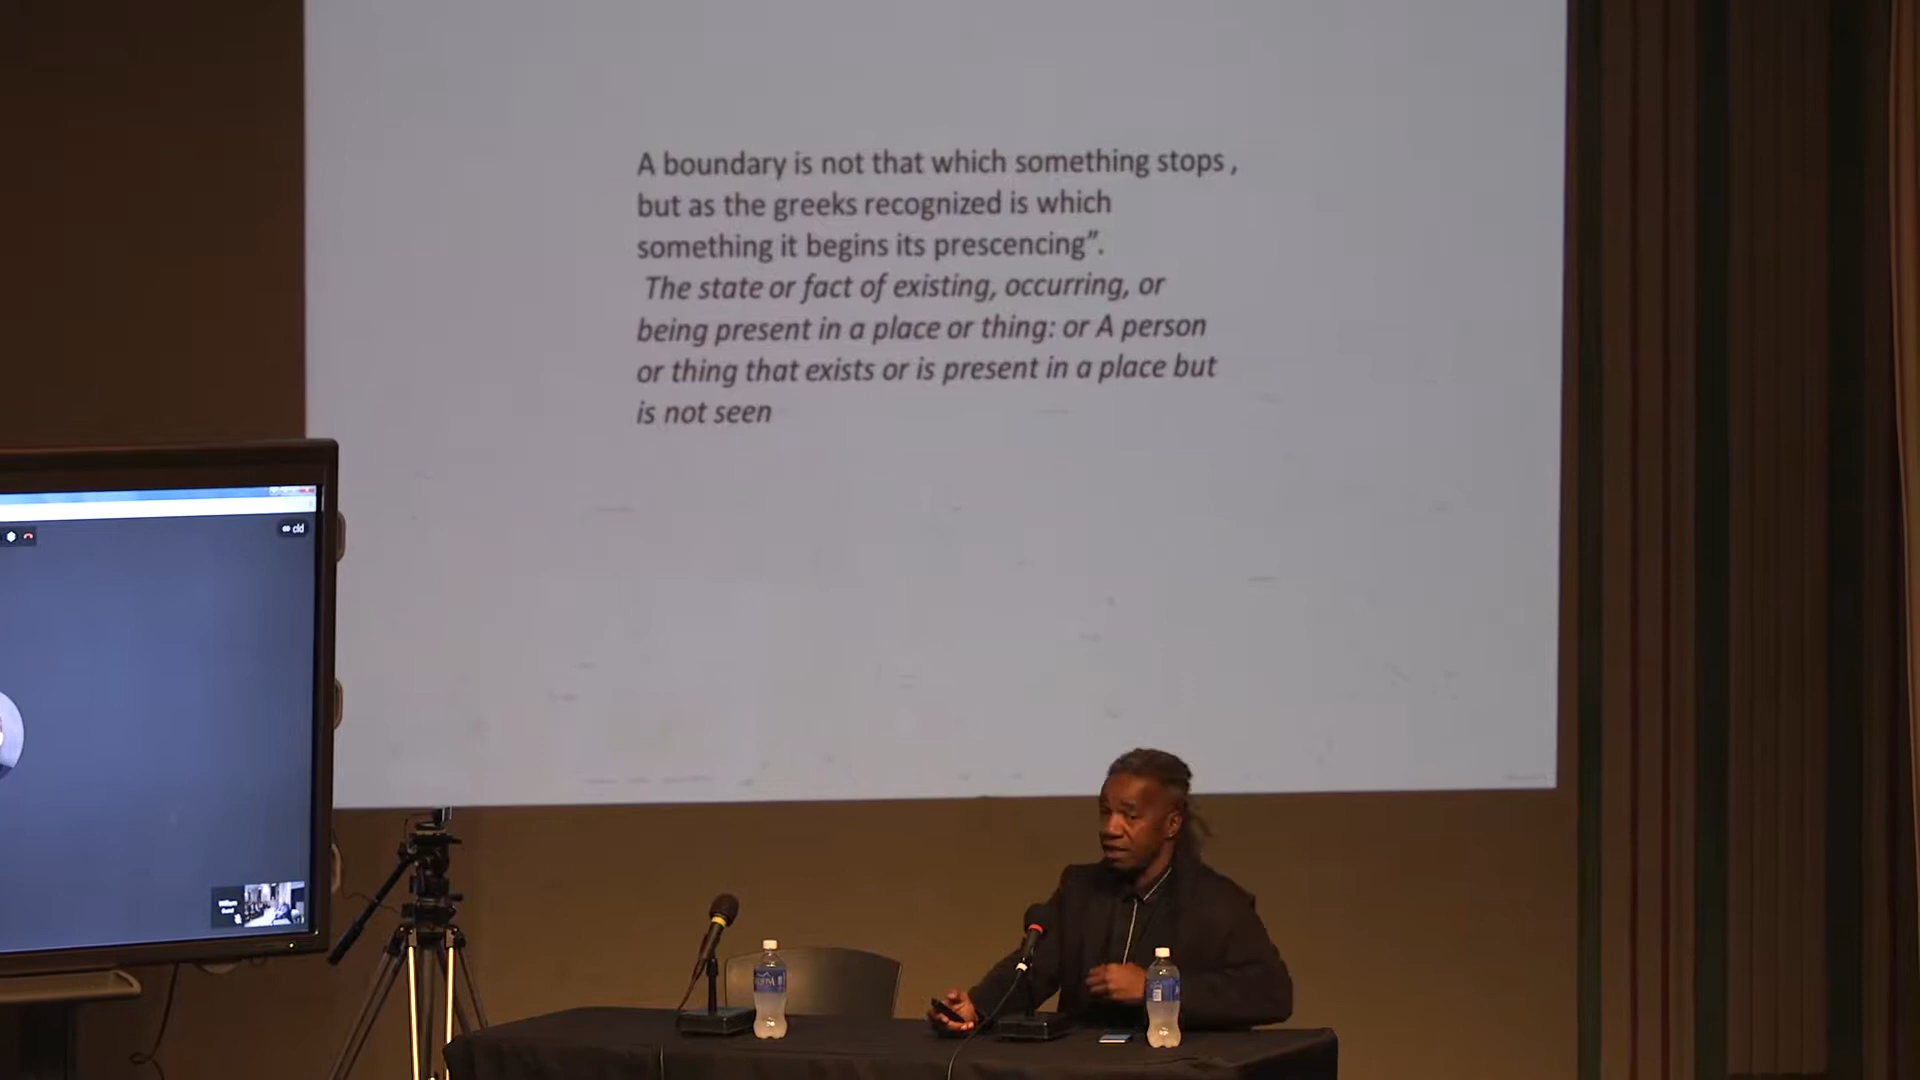 A boundary is not that which something stops ,
but as the greeks recognized is which
something it begins its prescencing”.
The state or fact of existing, occurring, or
being present in a place or thing: or A person
or thing that exists or is present in a place but
is not seen
cld